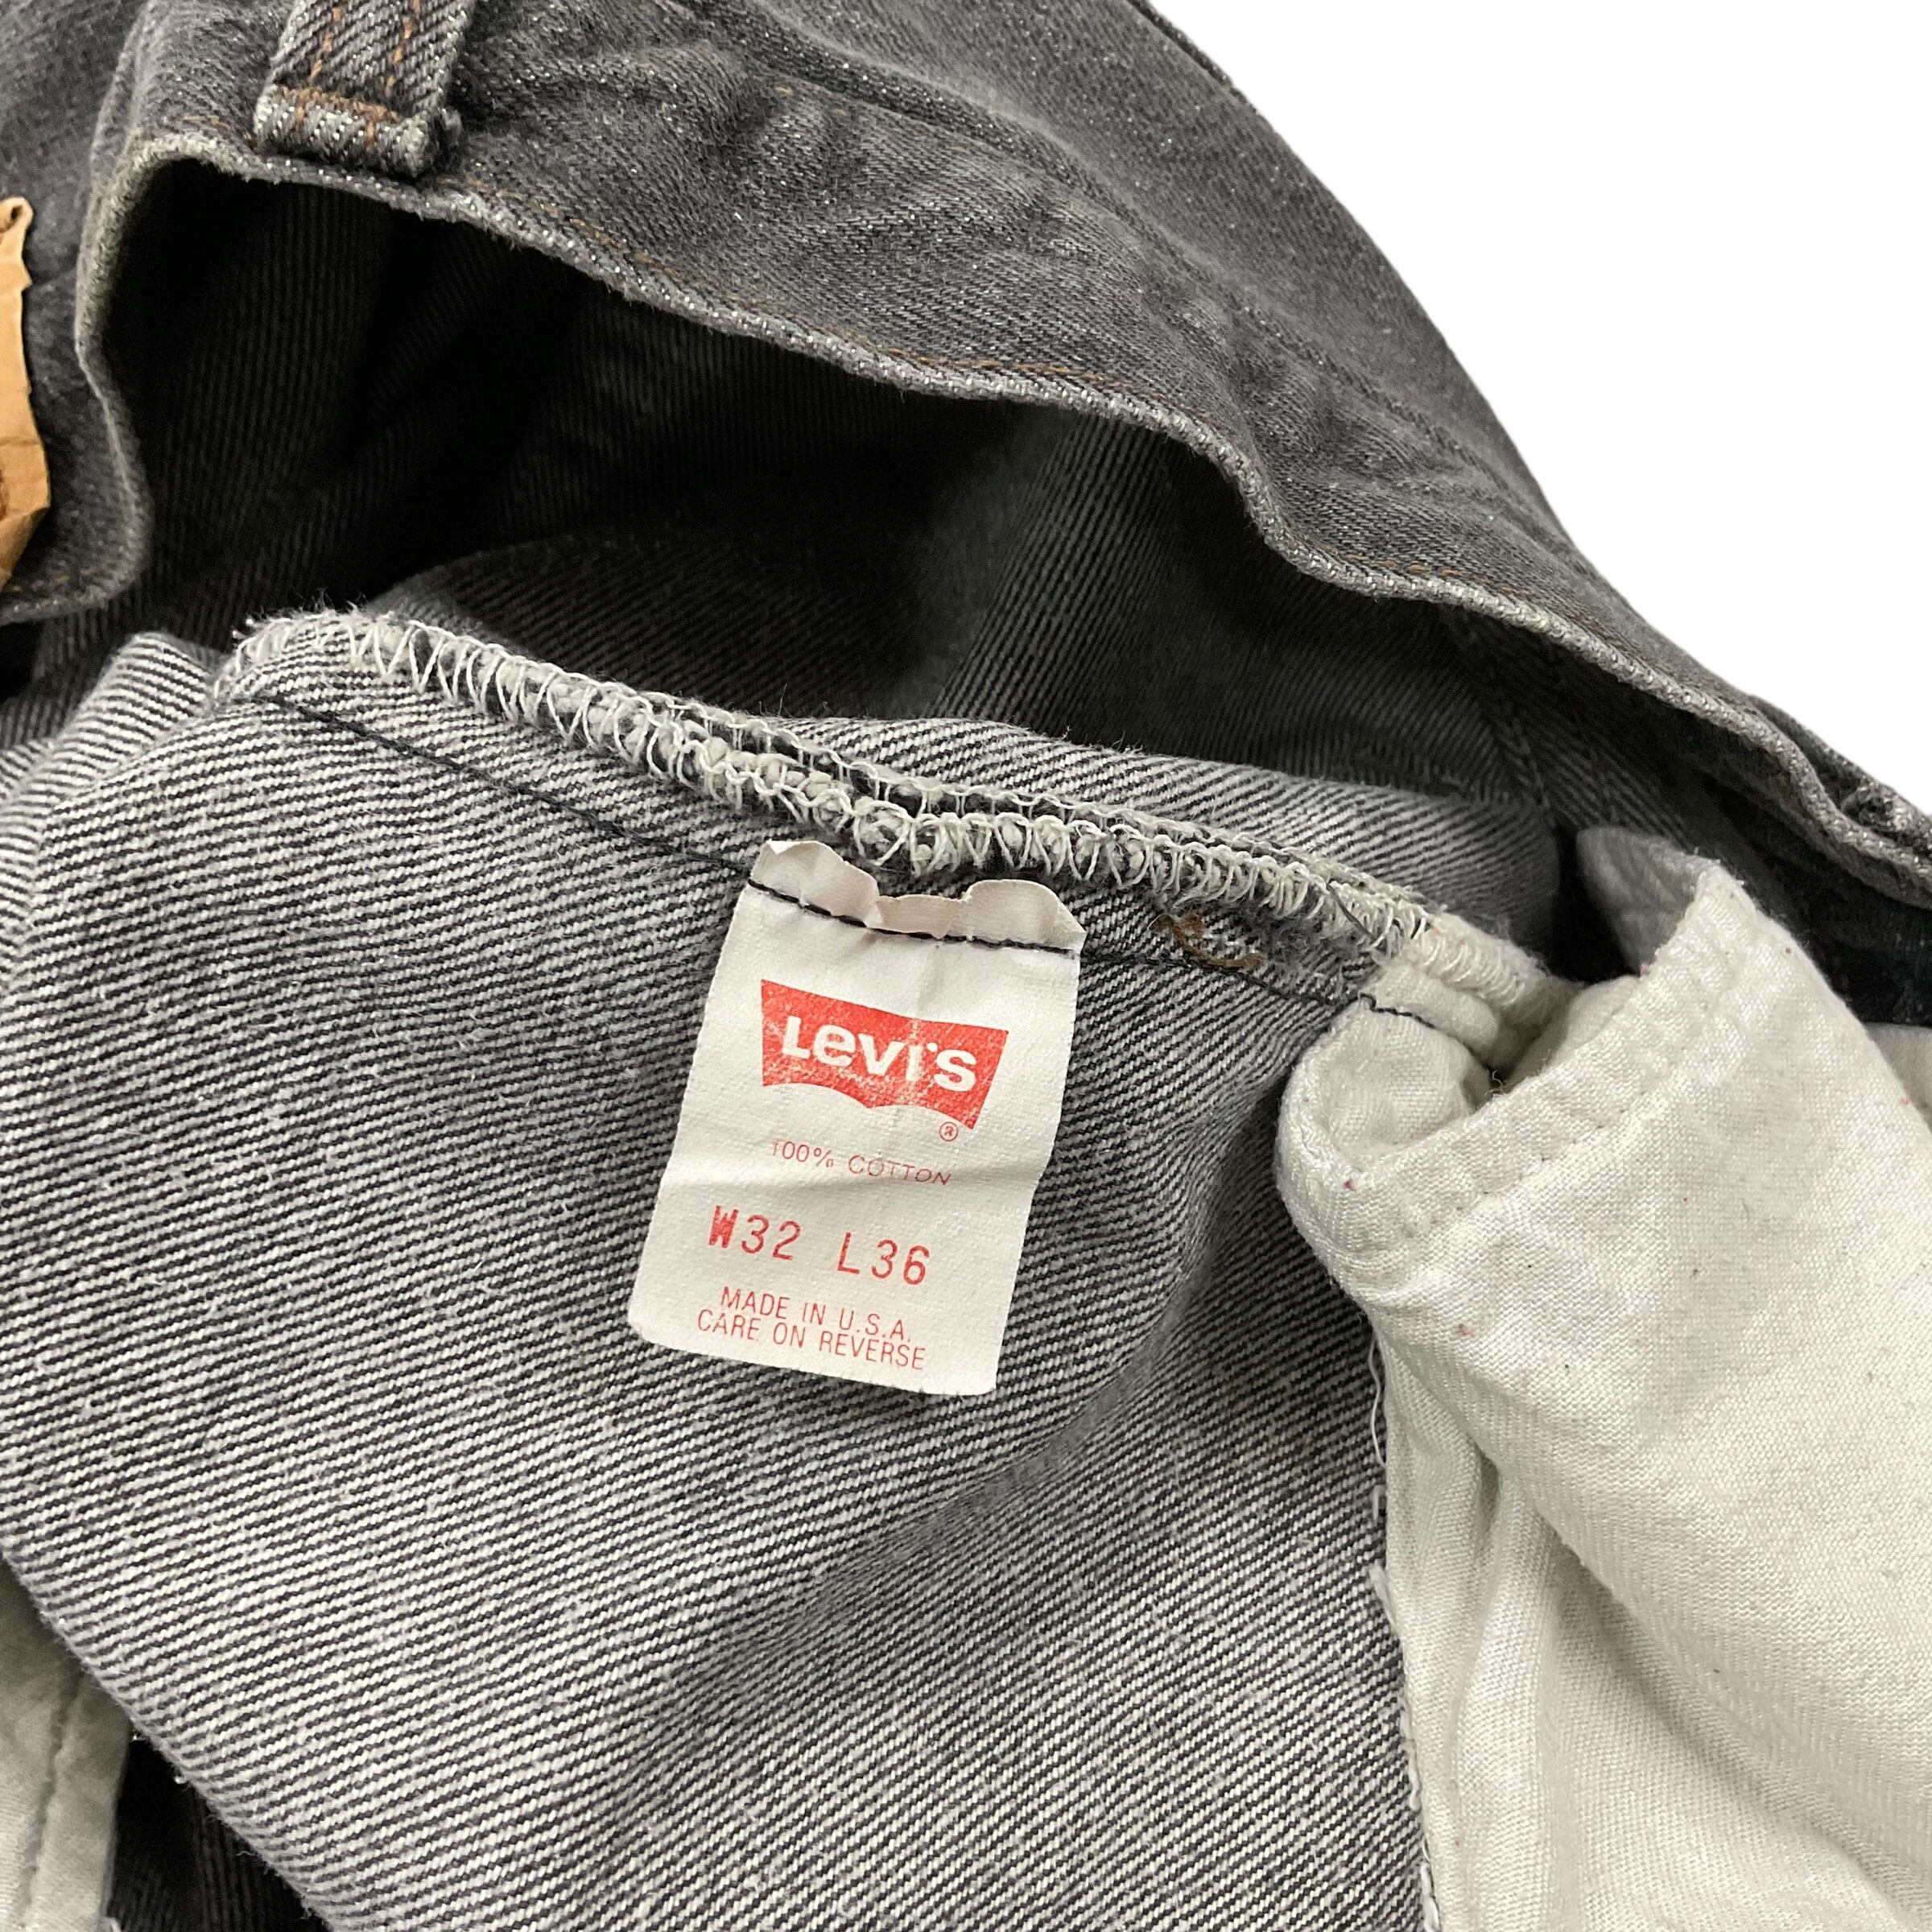 Levi's
®
100% COTTON
W32 L36
MADE IN U.S.A.
CARE ON REVERSE